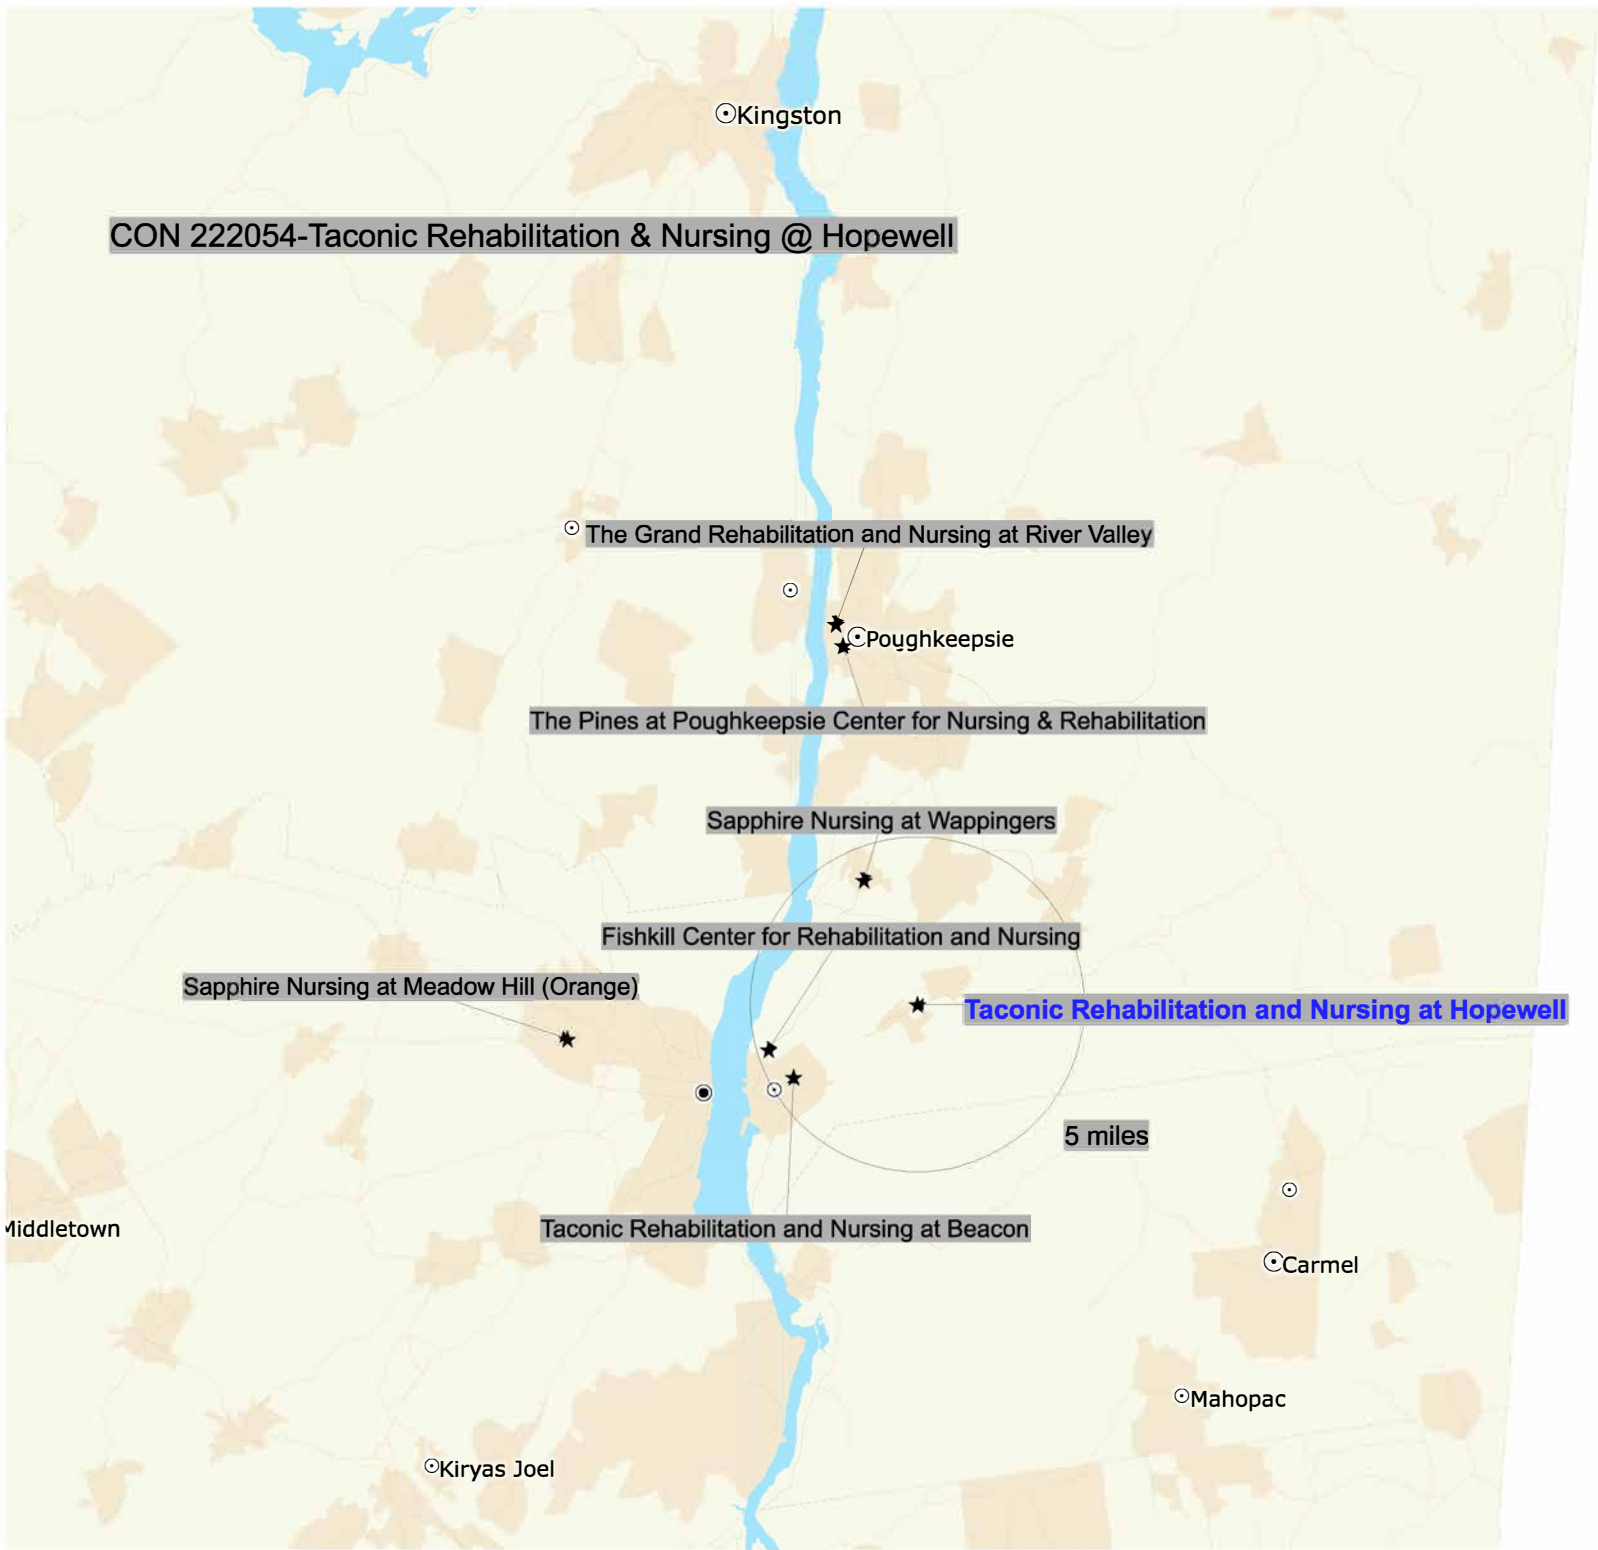 Kingston
CON 222054-Taconic Rehabilitation & Nursing @ Hopewell
The Grand Rehabilitation and Nursing at River Valley
Poughkeepsie
The Pines at Poughkeepsie Center for Nursing & Rehabilitation
Sapphire Nursing at Wappingers
Fishkill Center for Rehabilitation and Nursing
Sapphire Nursing at Meadow Hill (Orange)
Taconic Rehabilitation and Nursing at Hopewell
5 miles
Middletown
Taconic Rehabilitation and Nursing at Beacon
Carmel
Mahopac
Kiryas Joel